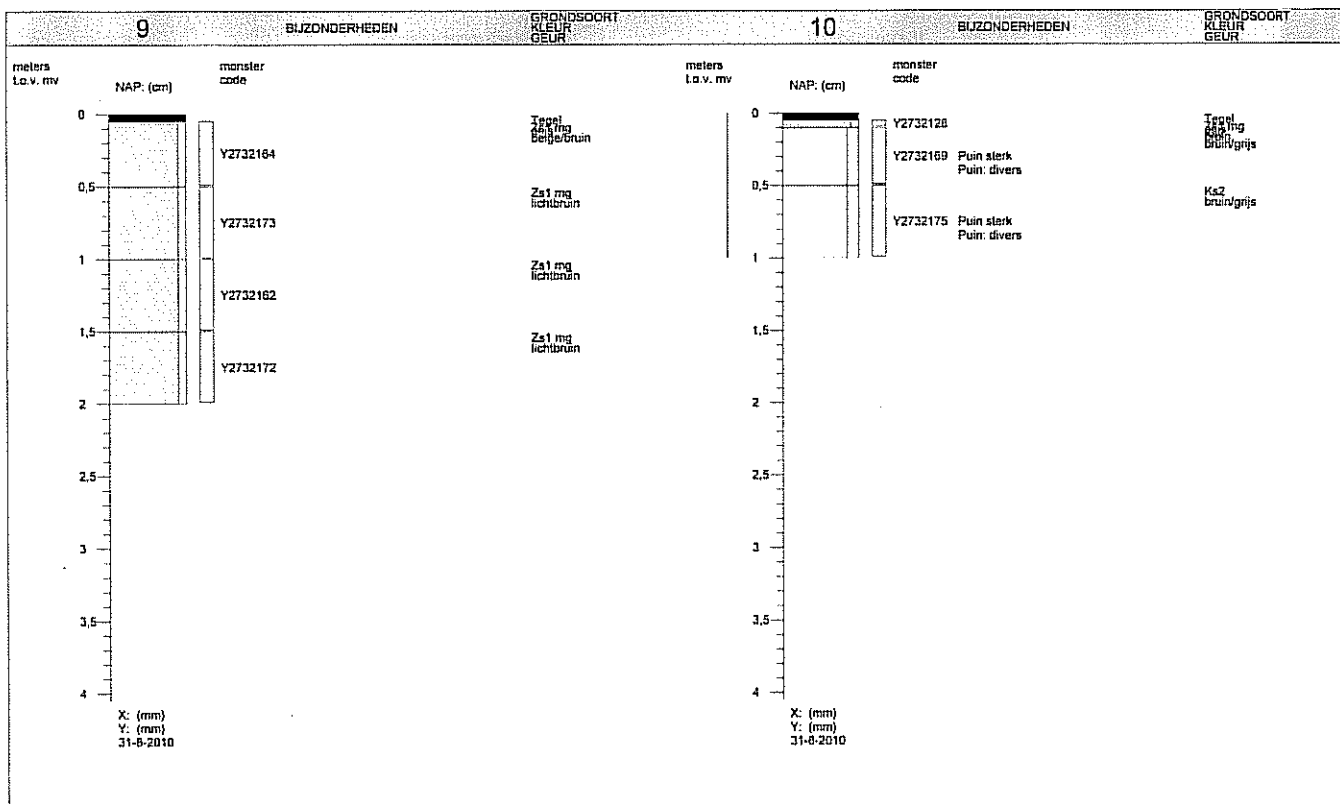 9
BIJZONDERHEDEN
GRONDSOORT
KLEUR
GEUR
meters
t.o.v. mv
NAP: (cm)
monster
code
0
0,5
1
1,5
2
2,5
3
3,5
4
Y2732164
Y2732173
Y2732162
Y2732172
Tegel
Zs1 mg
beige/bruin
Zs1 mg
lichtbruin
Zs1 mg
lichtbruin
Zs1 mg
lichtbruin
X: (mm)
Y: (mm)
31-8-2010
10
BIJZONDERHEDEN
GRONDSOORT
KLEUR
GEUR
meters
t.o.v. mv
NAP: (cm)
monster
code
0
0,5
1
1,5
2
2,5
3
3,5
4
Y2732128
Y2732169 Puin sterk
Puin: divers
Y2732175 Puin sterk
Puin: divers
Tegel
bruin/grijs
Ks2
bruin/grijs
X: (mm)
Y: (mm)
31-8-2010